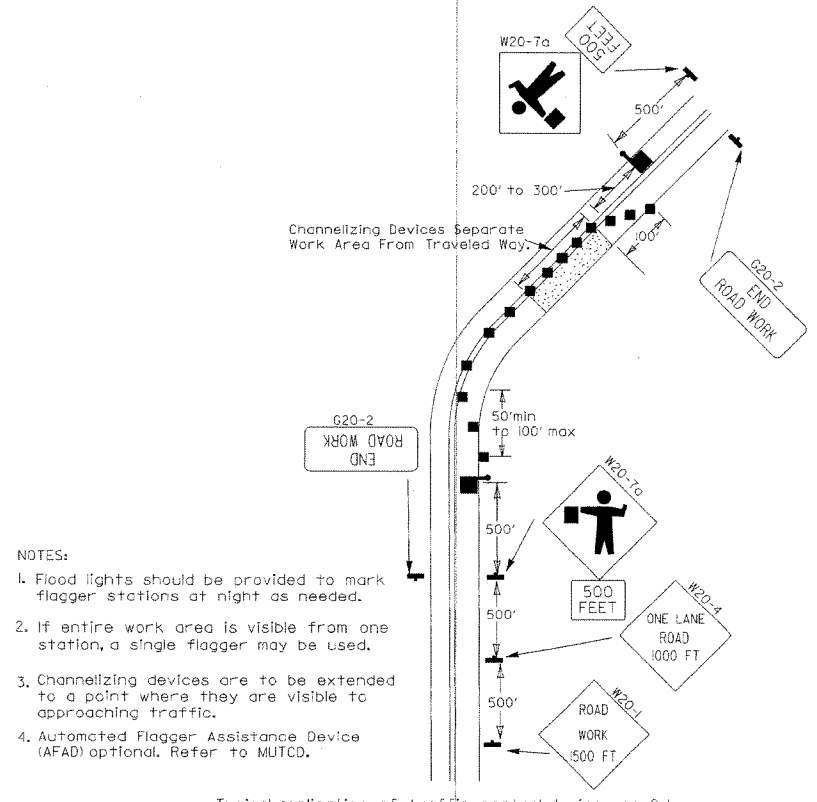 W20-7a
500
FEET
500'
200' to 300'
Channelizing Devices Separate
Work Area From Traveled Way.
100'
G20-2
END
ROAD WORK
50'min
to 100' max
G20-2
END
ROAD WORK
W20-7a
500'
500
FEET
500'
W20-4
ONE LANE
ROAD
1000 FT
500'
W20-1
ROAD
WORK
1500 FT
NOTES:
1. Flood lights should be provided to mark
flagger stations at night as needed.
2. If entire work area is visible from one
station, a single flagger may be used.
3. Channelizing devices are to be extended
to a point where they are visible to
approaching traffic.
4. Automated Flagger Assistance Device
(AFAD) optional. Refer to MUTCD.